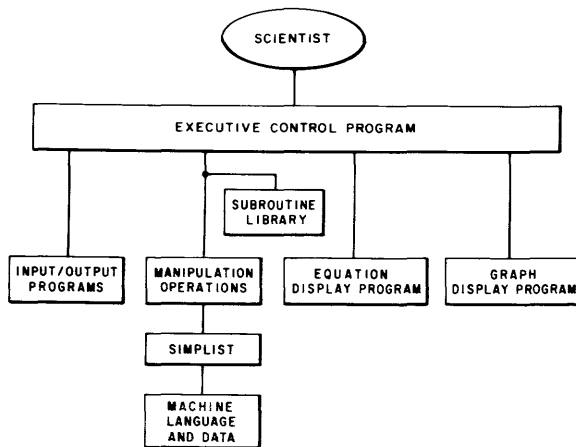 SCIENTIST
EXECUTIVE CONTROL PROGRAM
SUBROUTINE
LIBRARY
INPUT/OUTPUT
PROGRAMS
MANIPULATION
OPERATIONS
EQUATION
DISPLAY PROGRAM
GRAPH
DISPLAY PROGRAM
SIMPLIST
MACHINE
LANGUAGE
AND DATA